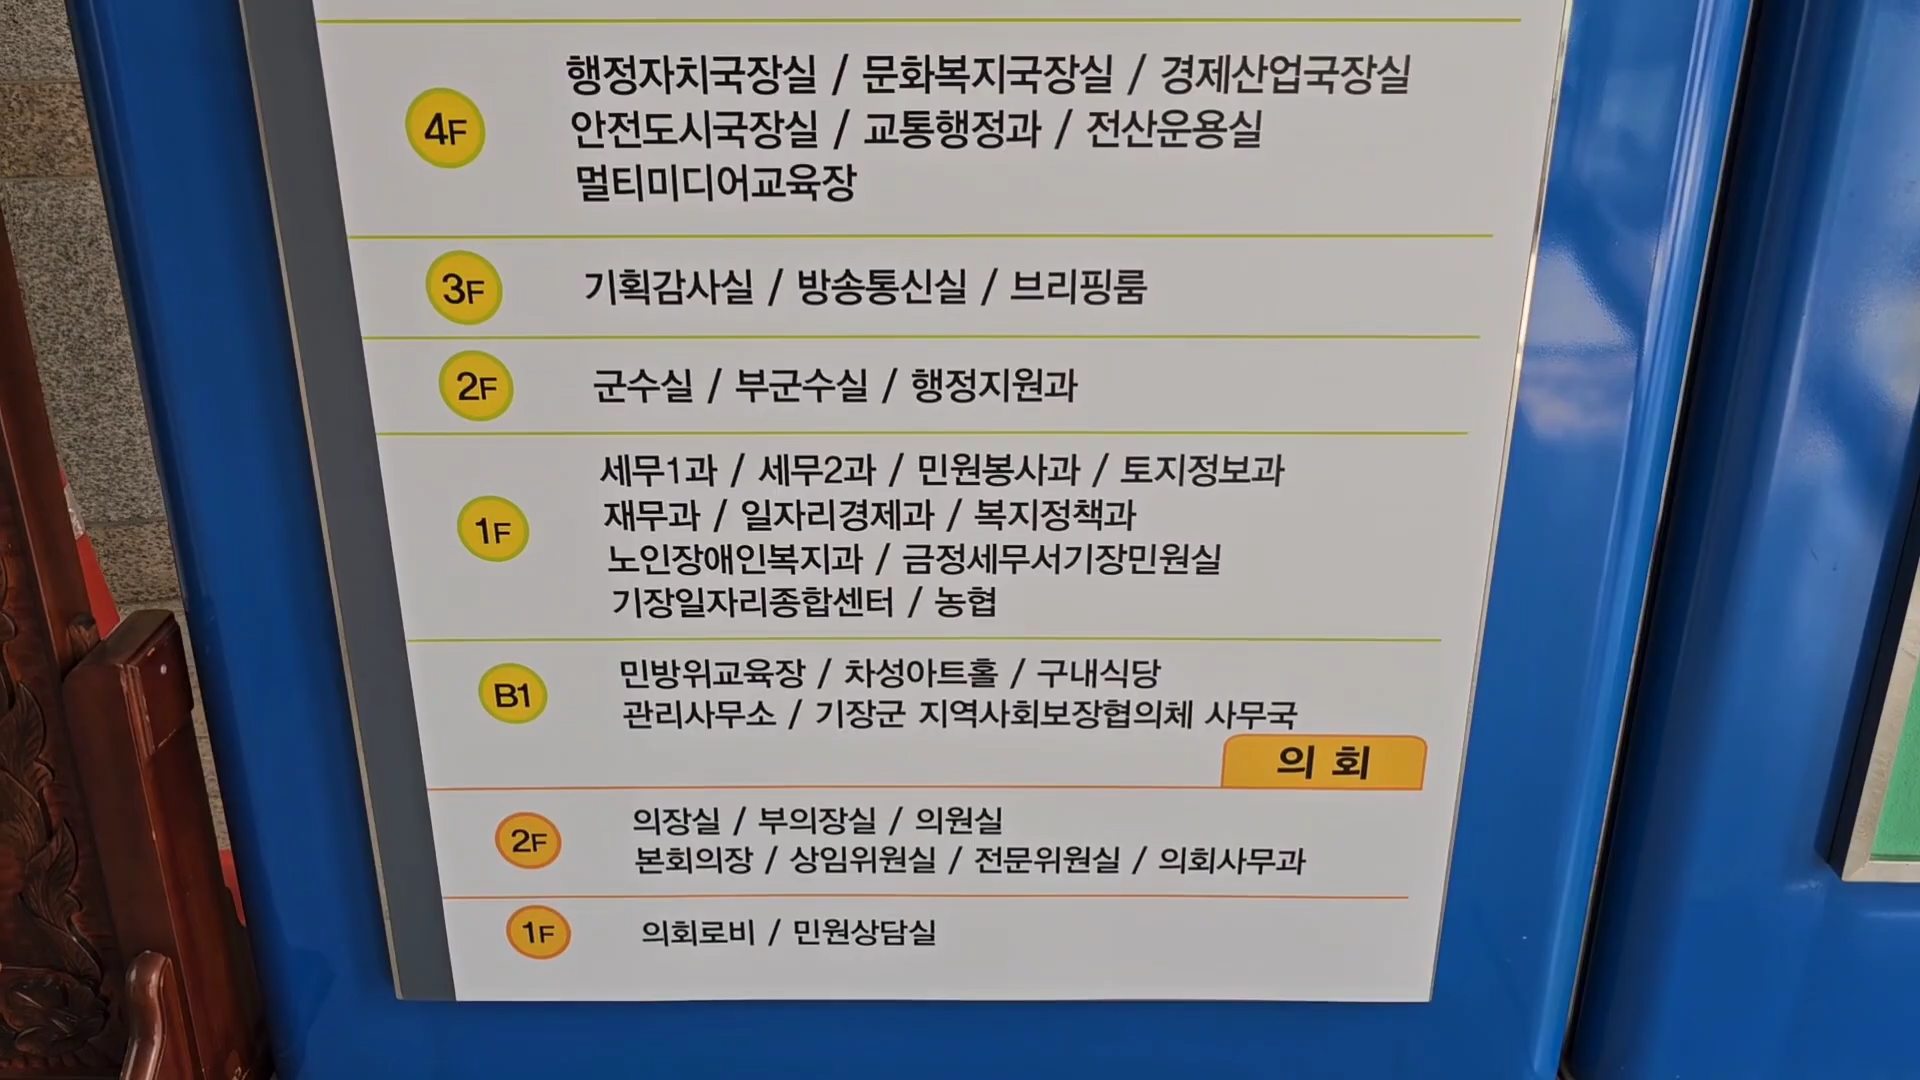 4F
행정자치국장실 / 문화복지국장실 / 경제산업국장실
안전도시국장실 / 교통행정과 / 전산운용실
멀티미디어교육장
3F
기획감사실 / 방송통신실 / 브리핑룸
2F
군수실 / 부군수실 / 행정지원과
1F
세무1과 / 세무2과 / 민원봉사과 / 토지정보과
재무과 / 일자리경제과 / 복지정책과
노인장애인복지과 / 금정세무서기장민원실
기장일자리종합센터 / 농협
B1
민방위교육장 / 차성아트홀 / 구내식당
관리사무소 / 기장군 지역사회보장협의체 사무국
의 회
2F
의장실 / 부의장실 / 의원실
본회의장 / 상임위원실 / 전문위원실 / 의회사무과
1F
의회로비 / 민원상담실